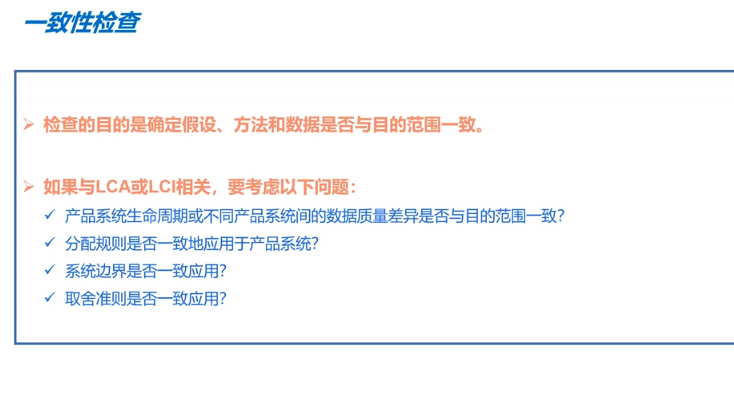 一致性检查
检查的目的是确定假设、方法和数据是否与目的范围一致。
如果与LCA或LCI相关，要考虑以下问题：
产品系统生命周期或不同产品系统间的数据质量差异是否与目的范围一致？
分配规则是否一致地应用于产品系统？
系统边界是否一致应用？
取舍准则是否一致应用？